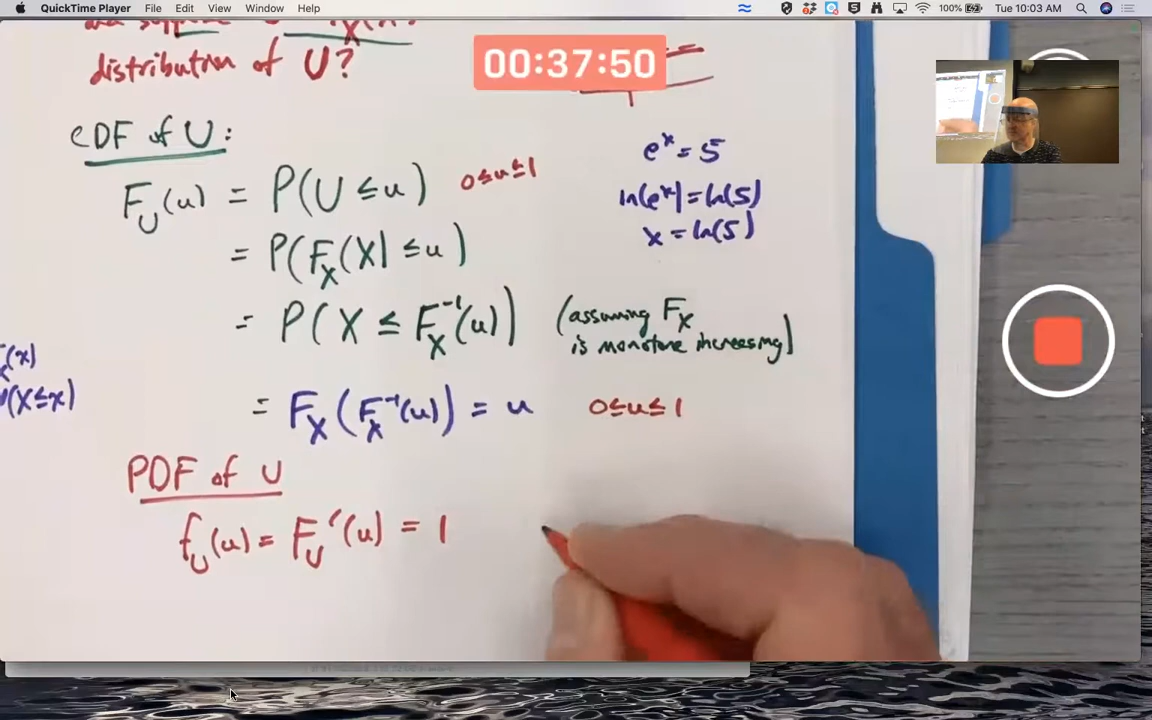 QuickTime Player File Edit View Window Help 100% Tue 10:03 AM
distribution of U?
00:37:50
CDF of U:
F_U(u) = P(U ≤ u) 0≤u≤1
= P(F_X(X) ≤ u)
= P(X ≤ F_X^-1(u)) (assuming F_X
is monotone increasing)
= F_X(F_X^-1(u)) = u 0≤u≤1
e^x = 5
ln(e^x) = ln(5)
x = ln(5)
(x)
(X≤x)
PDF of U
f_U(u) = F_U'(u) = 1